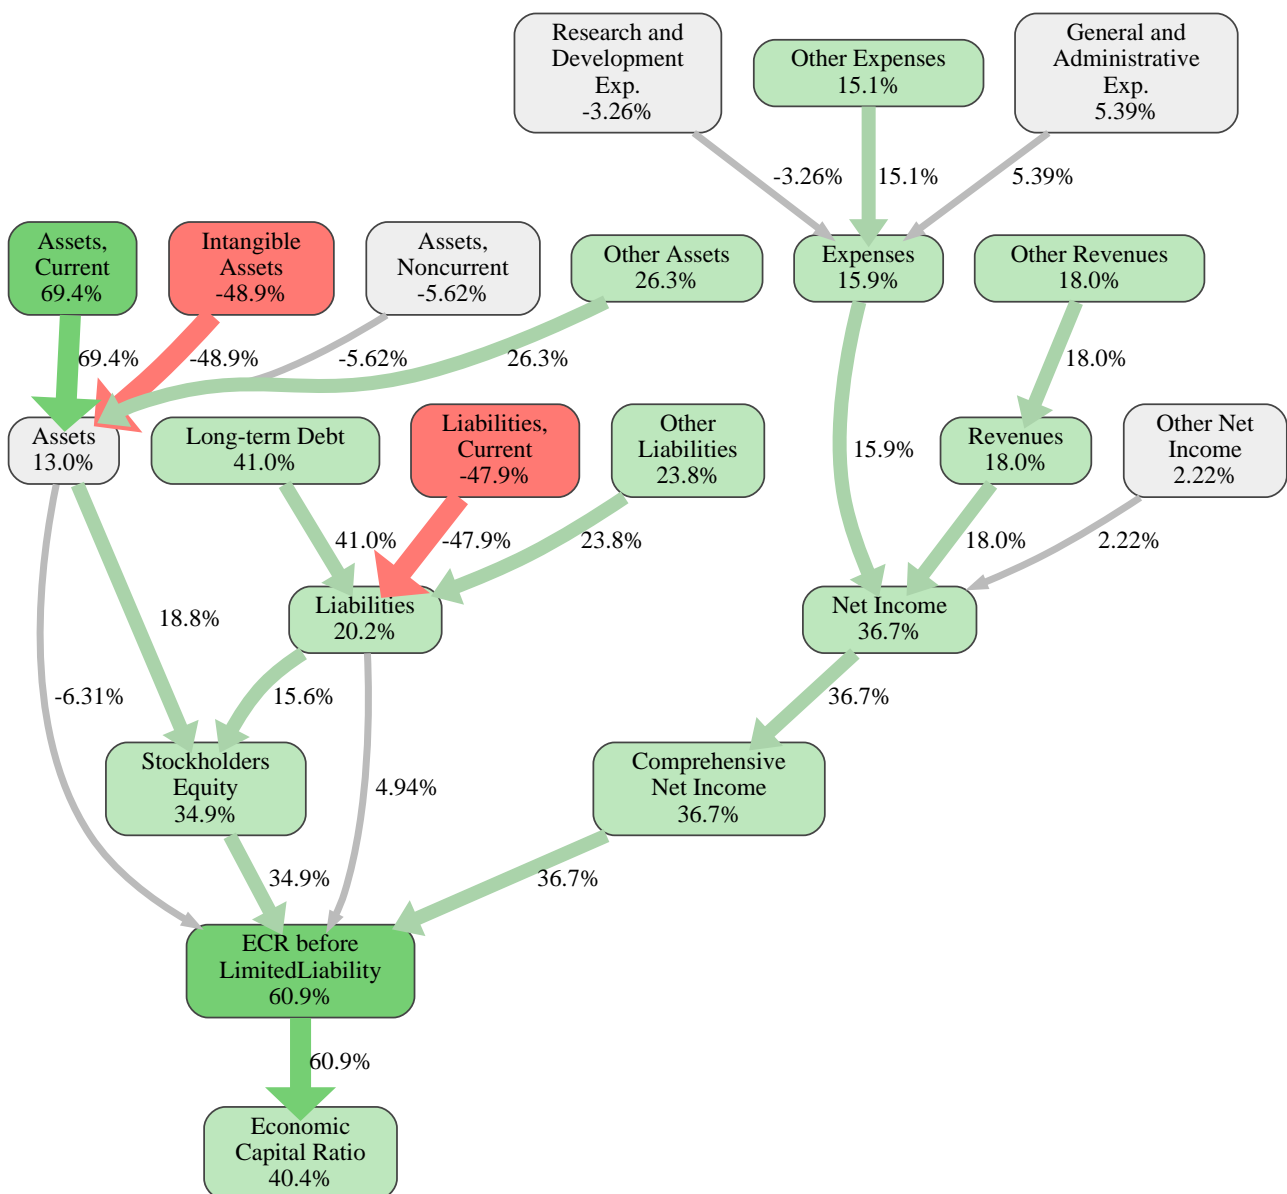 Research and
Development
Exp.
-3.26%
Other Expenses
15.1%
General and
Administrative
Exp.
5.39%
-3.26%
15.1%
5.39%
Assets,
Current
69.4%
Intangible
Assets
-48.9%
Assets,
Noncurrent
-5.62%
Other Assets
26.3%
Expenses
15.9%
Other Revenues
18.0%
69.4%
-48.9%
-5.62%
26.3%
18.0%
Assets
13.0%
Long-term Debt
41.0%
Liabilities,
Current
-47.9%
Other
Liabilities
23.8%
15.9%
Revenues
18.0%
Other Net
Income
2.22%
41.0%
-47.9%
23.8%
18.0%
2.22%
18.8%
Liabilities
20.2%
Net Income
36.7%
-6.31%
15.6%
36.7%
Stockholders
Equity
34.9%
4.94%
Comprehensive
Net Income
36.7%
34.9%
36.7%
ECR before
LimitedLiability
60.9%
60.9%
Economic
Capital Ratio
40.4%